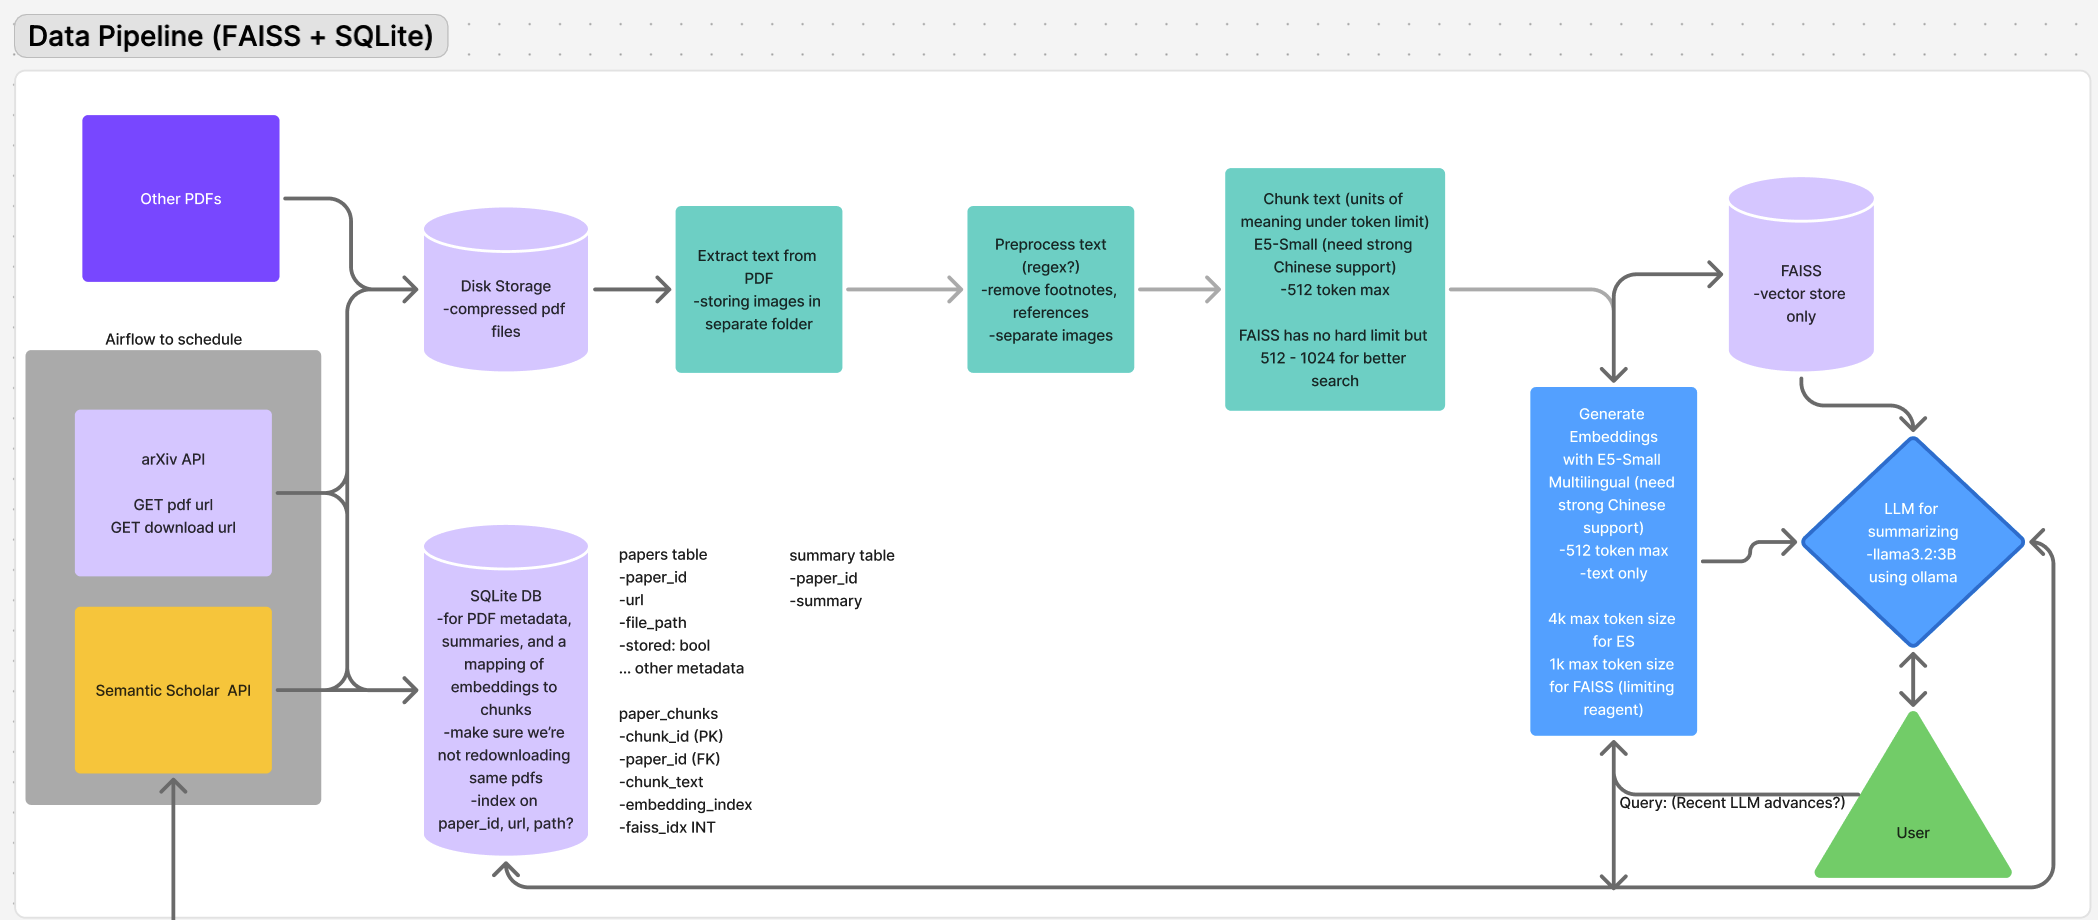 Data Pipeline (FAISS + SQLite)
Other PDFs
Airflow to schedule
arXiv API
GET pdf url
GET download url
Semantic Scholar  API
Disk Storage
-compressed pdf
files
SQLite DB
-for PDF metadata,
summaries, and a
mapping of
embeddings to
chunks
-make sure we're
not redownloading
same pdfs
-index on
paper_id, url, path?
papers table
-paper_id
-url
-file_path
-stored: bool
... other metadata
paper_chunks
-chunk_id (PK)
-paper_id (FK)
-chunk_text
-embedding_index
-faiss_idx INT
summary table
-paper_id
-summary
Extract text from
PDF
-storing images in
separate folder
Preprocess text
(regex?)
-remove footnotes,
references
-separate images
Chunk text (units of
meaning under token limit)
E5-Small (need strong
Chinese support)
-512 token max
FAISS has no hard limit but
512 - 1024 for better
search
Generate
Embeddings
with E5-Small
Multilingual (need
strong Chinese
support)
-512 token max
-text only
4k max token size
for ES
1k max token size
for FAISS (limiting
reagent)
FAISS
-vector store
only
LLM for
summarizing
-llama3.2:3B
using ollama
Query: (Recent LLM advances?)
User